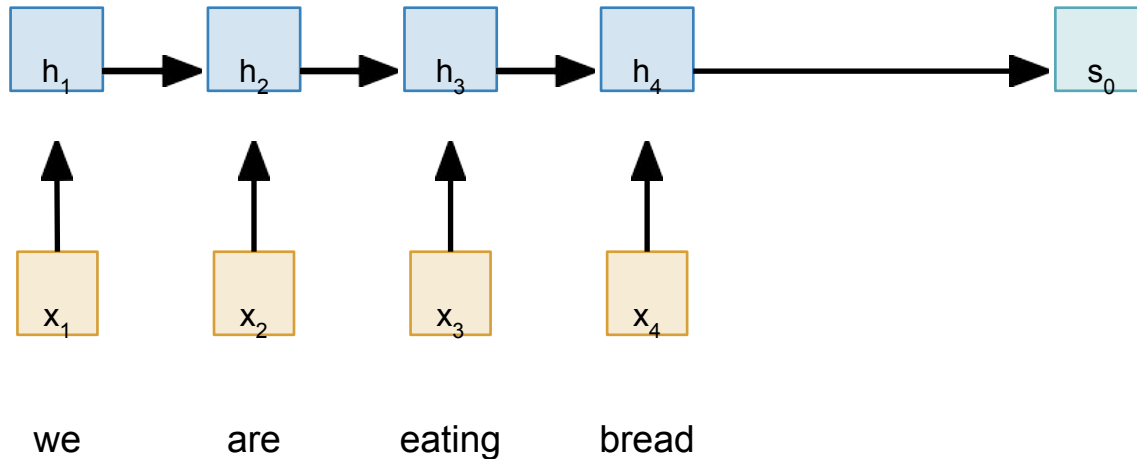 h₁ h₂ h₃ h₄ s₀
x₁ x₂ x₃ x₄
we are eating bread